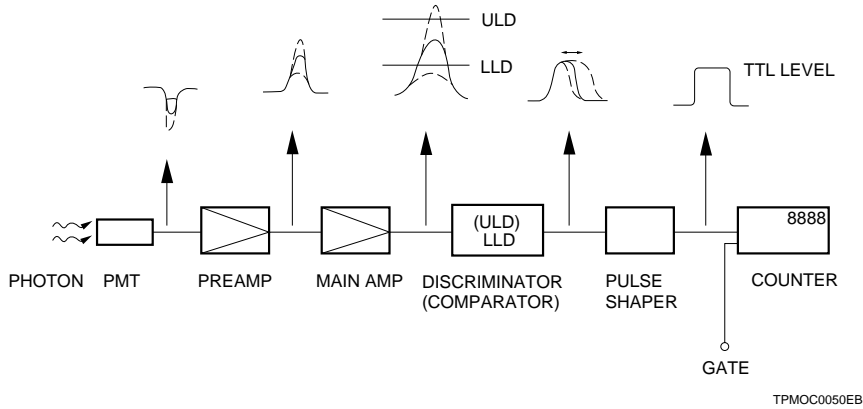 ULD
LLD
TTL LEVEL
(ULD)
LLD
8888
PHOTON
PMT
PREAMP
MAIN AMP
DISCRIMINATOR
(COMPARATOR)
PULSE
SHAPER
COUNTER
GATE
TPMOC0050EB